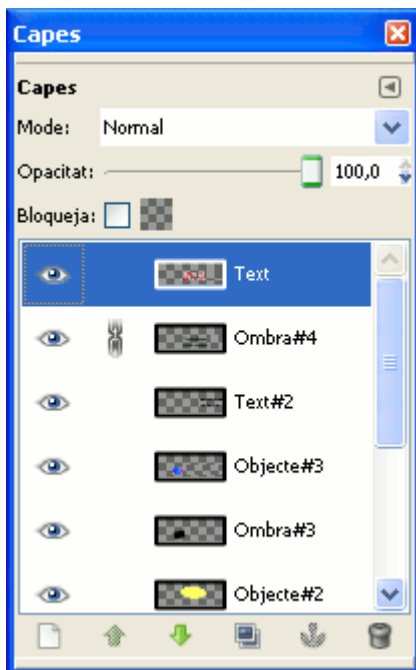 Capes
Capes
Mode: Normal
Opacitat: 100,0
Bloqueja:
Text
Ombra#4
Text#2
Objecte#3
Ombra#3
Objecte#2